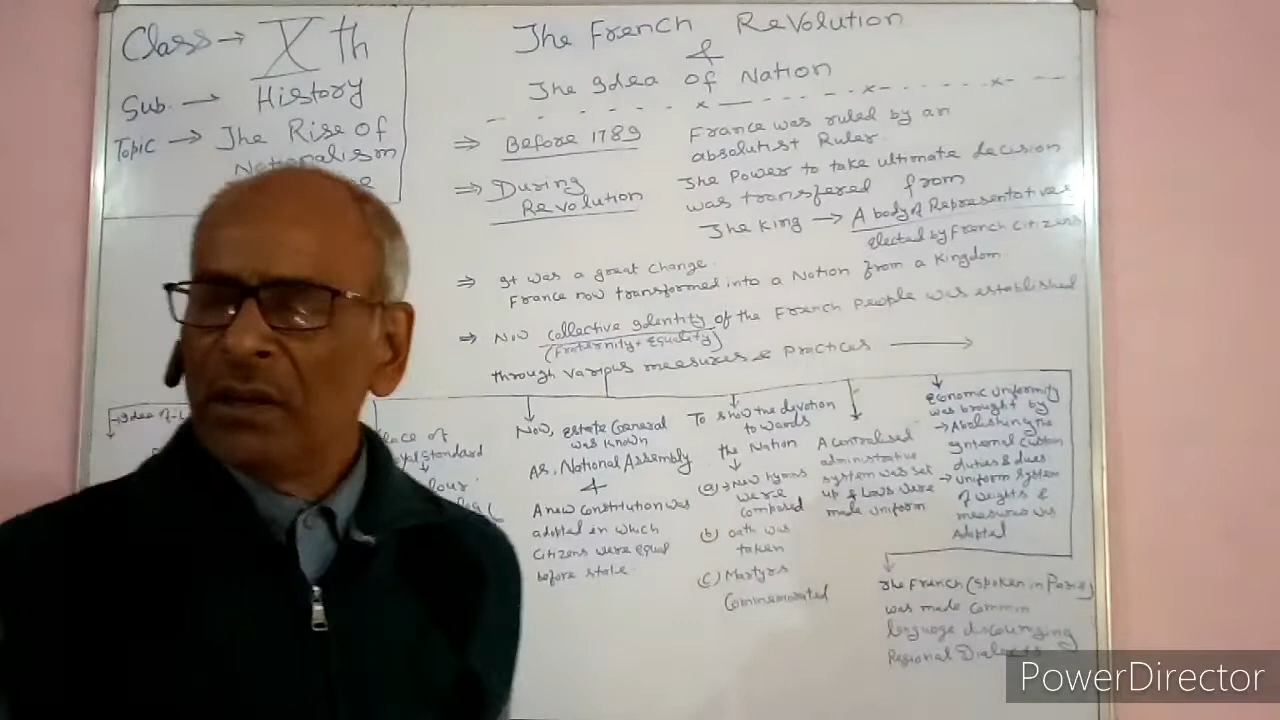 Class → Xth
Sub. → History
Topic → The Rise of
Nationalism
The French Revolution
&
The Idea of Nation
⇒ Before 1789 France was ruled by an
absolutist Ruler.
⇒ During Revolution The Power to take ultimate decision
was transfered from
The King → A body of Representatives
elected by French Citizens
⇒ It was a great change.
France now transformed into a Nation from a Kingdom
⇒ Now collective Identity of the French People was established
(Fraternity + Equality)
through various measures & Practices →
→ Idea of
Now, Estate General
was known
As, National Assembly
&
A new Constitution was
adopted in which
Citizens were equal
before state.
To show the devotion
towards
the Nation
(a) → New hymns
were
composed
(b) oath was
taken
(c) Martyrs
Commemorated
A centralised
administrative
system was set
up & Laws were
made uniform
Economic Uniformity
was brought by
→ Abolishing the
internal custom
duties & dues.
→ Uniform system
of weights &
measures was
Adopted
The French (spoken in Paris)
was made common
language discouraging
Regional Dialects
PowerDirector